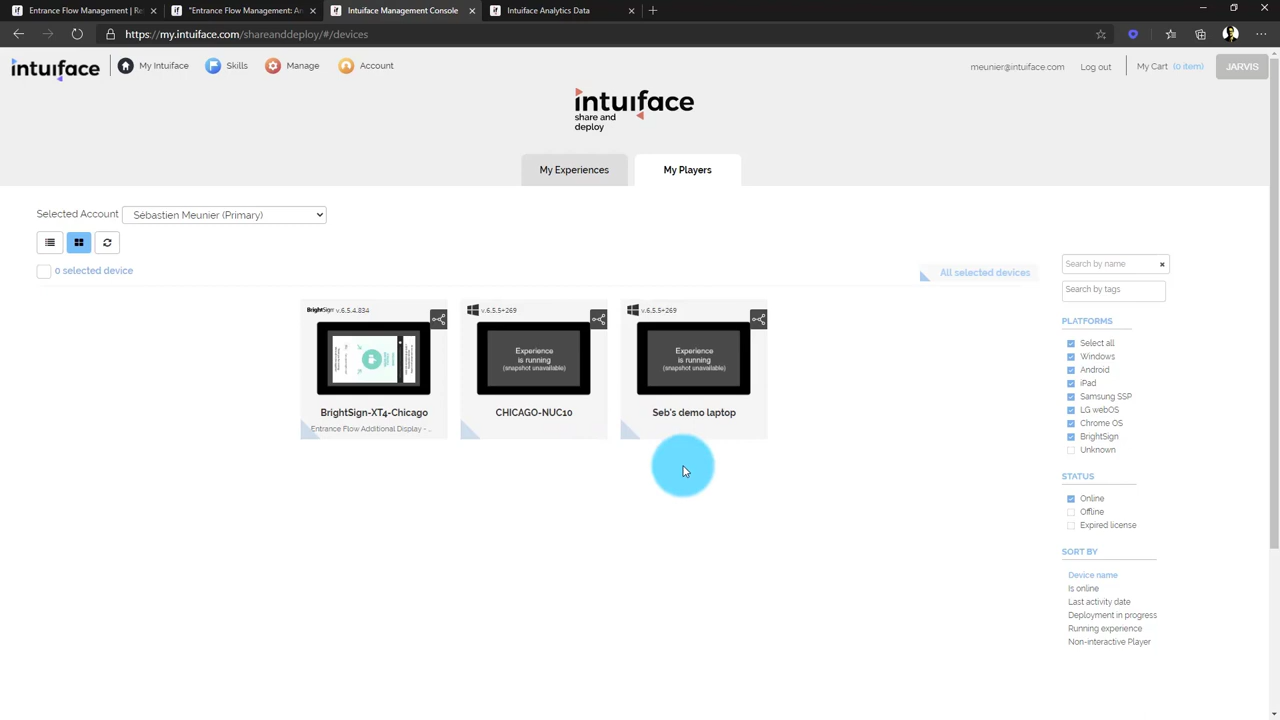 Entrance Flow Management | Re
"Entrance Flow Management: An
Intuiface Management Console
Intuiface Analytics Data
https://my.intuiface.com/shareanddeploy/#/devices
intuiface
My Intuiface
Skills
Manage
Account
meunier@intuiface.com
Log out
My Cart (0 item)
JARVIS
intuiface
share and
deploy
My Experiences
My Players
Selected Account
Sébastien Meunier (Primary)
0 selected device
All selected devices
BrightSign v.6.5.4.834
BrightSign-XT4-Chicago
Entrance Flow Additional Display - ...
v.6.5.5+269
Experience
is running
(snapshot unavailable)
CHICAGO-NUC10
v.6.5.5+269
Experience
is running
(snapshot unavailable)
Seb's demo laptop
Search by name
Search by tags
PLATFORMS
Select all
Windows
Android
iPad
Samsung SSP
LG webOS
Chrome OS
BrightSign
Unknown
STATUS
Online
Offline
Expired license
SORT BY
Device name
Is online
Last activity date
Deployment in progress
Running experience
Non-interactive Player